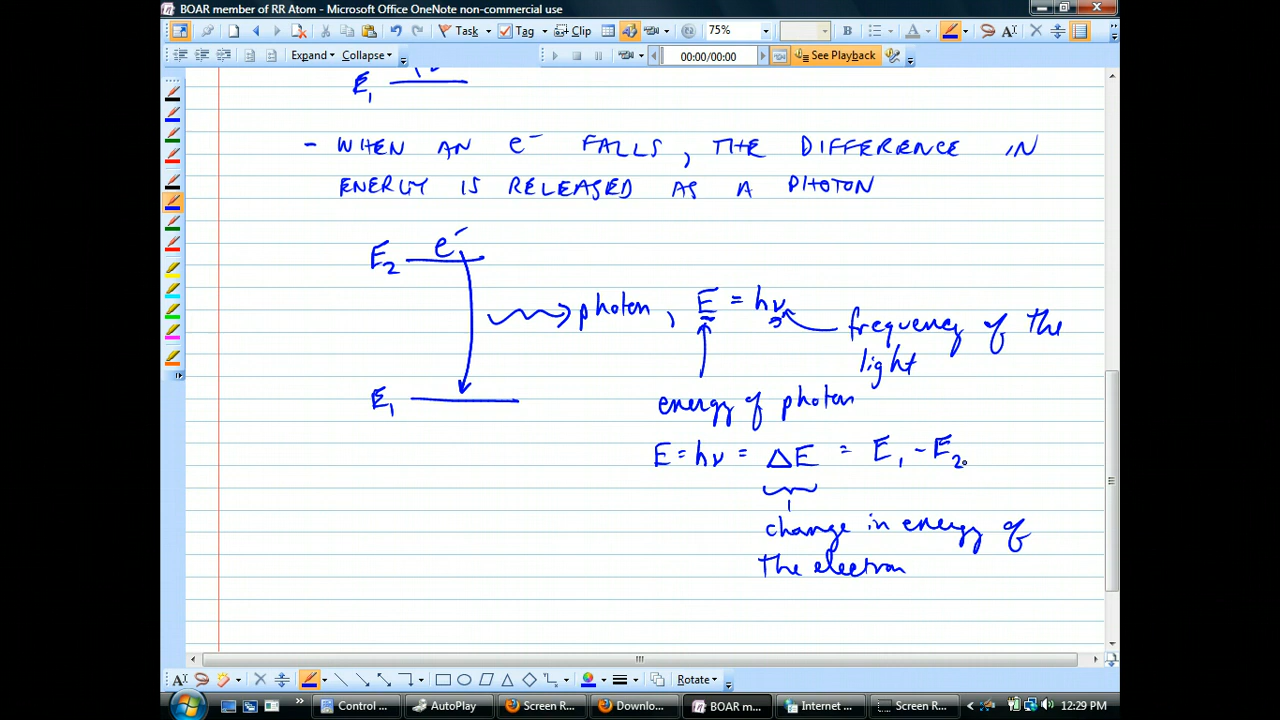 BOAR member of RR Atom - Microsoft Office OneNote non-commercial use
Task Tag Clip 75% B
Expand Collapse 00:00/00:00 See Playback
E1
- WHEN AN e- FALLS, THE DIFFERENCE IN
ENERGY IS RELEASED AS A PHOTON
E2 e-
photon, E = hν
frequency of the
light
E1
energy of photon
E = hν = ΔE = E1 - E2
change in energy of
the electron
Rotate
Control ... AutoPlay Screen R... Downlo... BOAR m... Internet ... Screen R... 12:29 PM